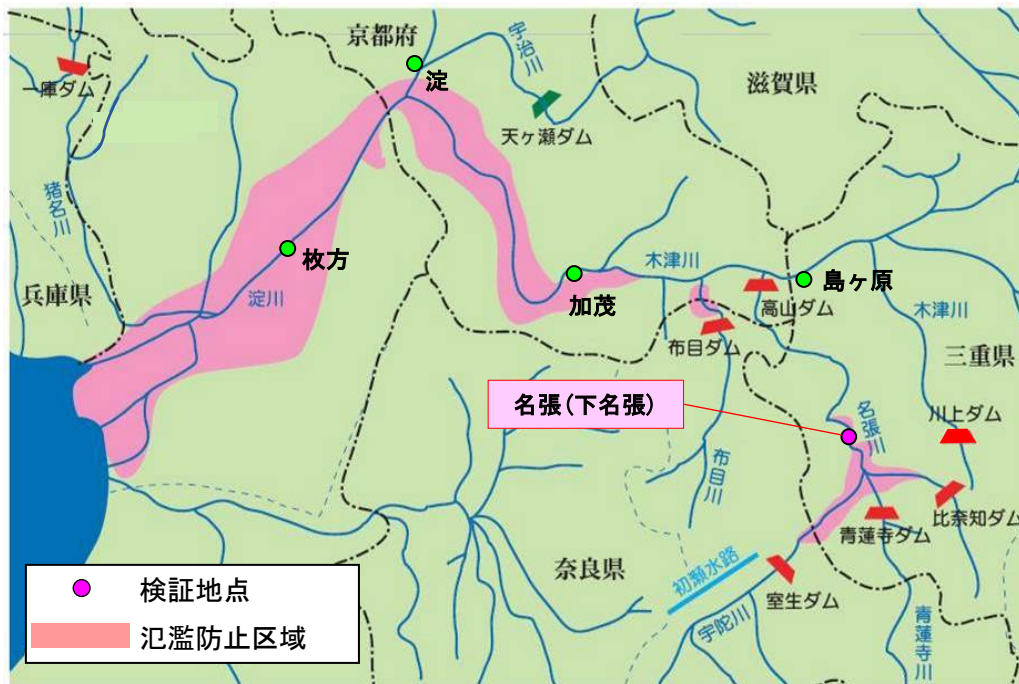 京都府
宇治川
滋賀県
一庫ダム
淀
天ヶ瀬ダム
猪名川
枚方
木津川
島ヶ原
兵庫県
淀川
加茂
高山ダム
木津川
布目ダム
三重県
名張(下名張)
名張川
川上ダム
布目川
比奈知ダム
青蓮寺ダム
奈良県
初瀬水路
室生ダム
宇陀川
青蓮寺川
検証地点
氾濫防止区域